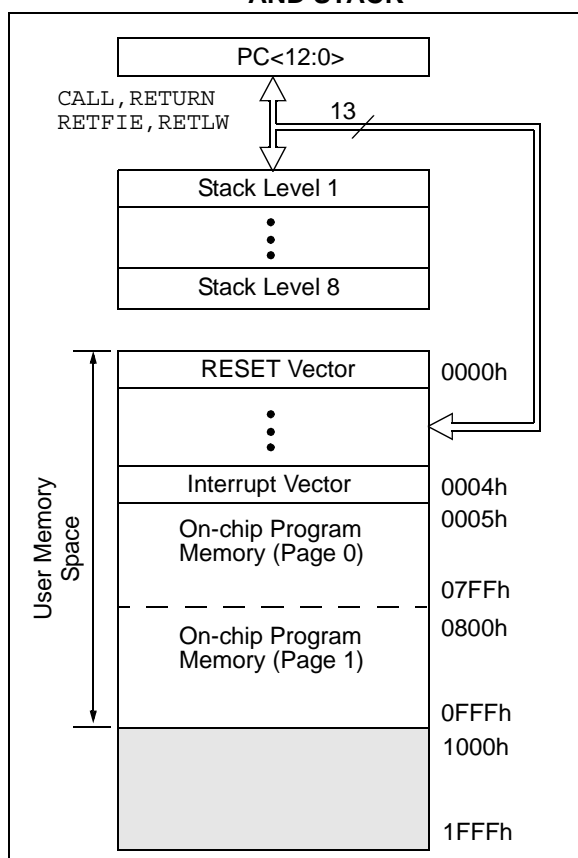 AND STACK
PC<12:0>
CALL,RETURN
RETFIE,RETLW
13
Stack Level 1
Stack Level 8
User Memory
Space
RESET Vector
0000h
Interrupt Vector
0004h
0005h
On-chip Program
Memory (Page 0)
07FFh
0800h
On-chip Program
Memory (Page 1)
0FFFh
1000h
1FFFh